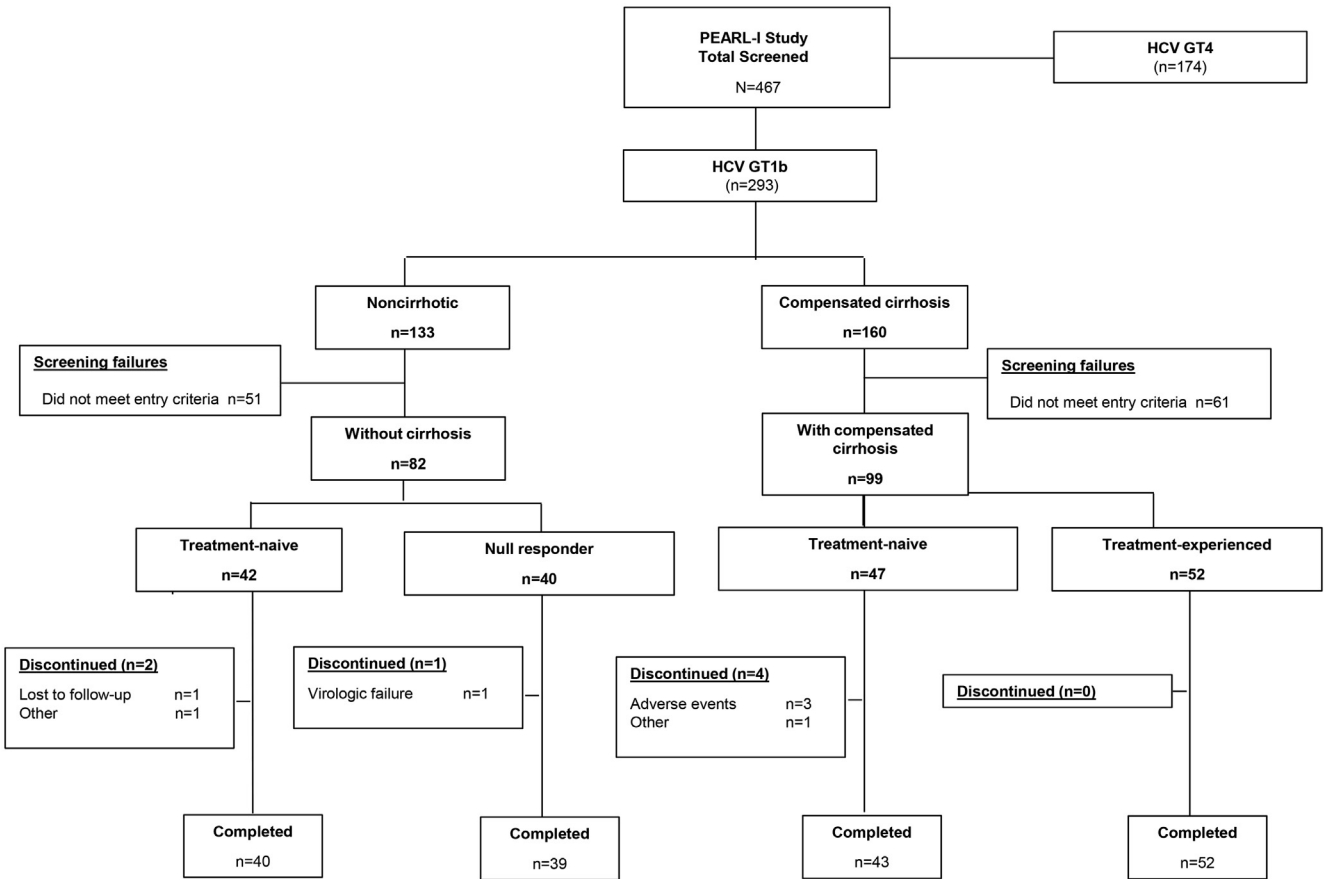 PEARL-I Study
Total Screened
N=467
HCV GT4
(n=174)
HCV GT1b
(n=293)
Noncirrhotic
n=133
Compensated cirrhosis
n=160
Screening failures
Did not meet entry criteria n=51
Screening failures
Did not meet entry criteria n=61
Without cirrhosis
n=82
With compensated
cirrhosis
n=99
Treatment-naive
n=42
Null responder
n=40
Treatment-naive
n=47
Treatment-experienced
n=52
Discontinued (n=2)
Lost to follow-up n=1
Other n=1
Discontinued (n=1)
Virologic failure n=1
Discontinued (n=4)
Adverse events n=3
Other n=1
Discontinued (n=0)
Completed
n=40
Completed
n=39
Completed
n=43
Completed
n=52